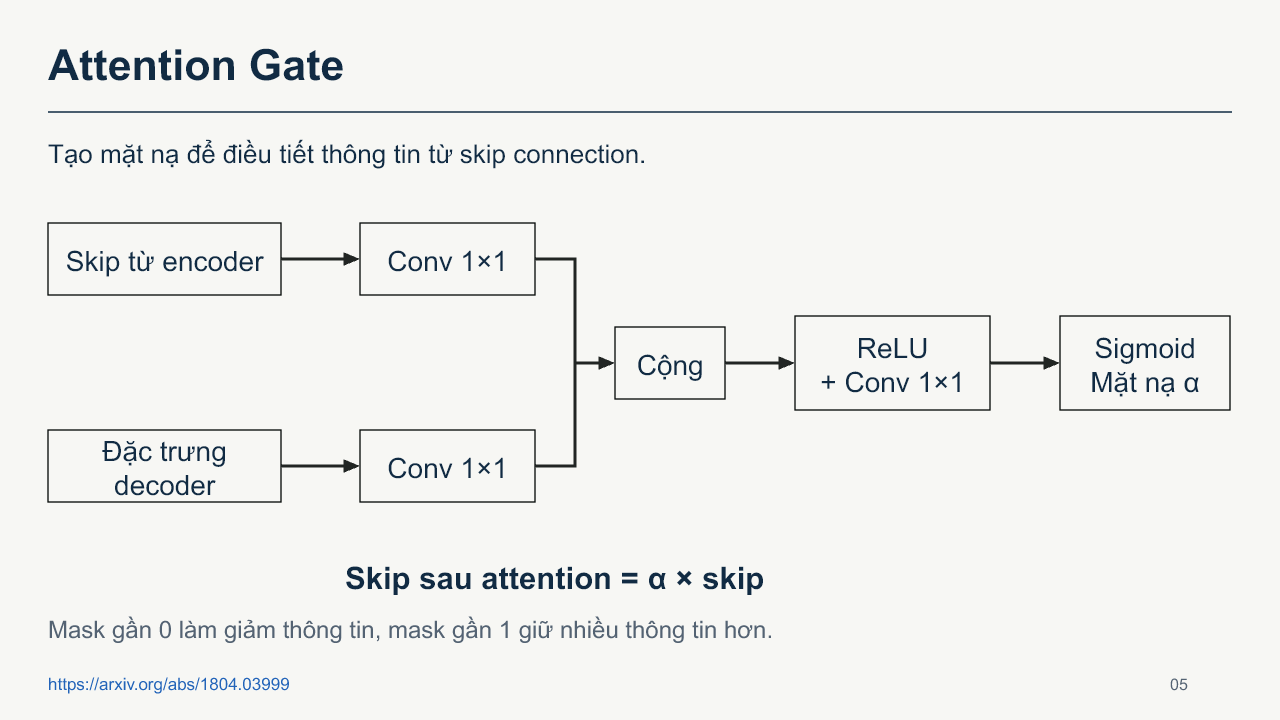 Attention Gate
Tạo mặt nạ để điều tiết thông tin từ skip connection.
Skip từ encoder
Conv 1×1
Cộng
ReLU
+ Conv 1×1
Sigmoid
Mặt nạ α
Đặc trưng
decoder
Conv 1×1
Skip sau attention = α × skip
Mask gần 0 làm giảm thông tin, mask gần 1 giữ nhiều thông tin hơn.
https://arxiv.org/abs/1804.03999
05